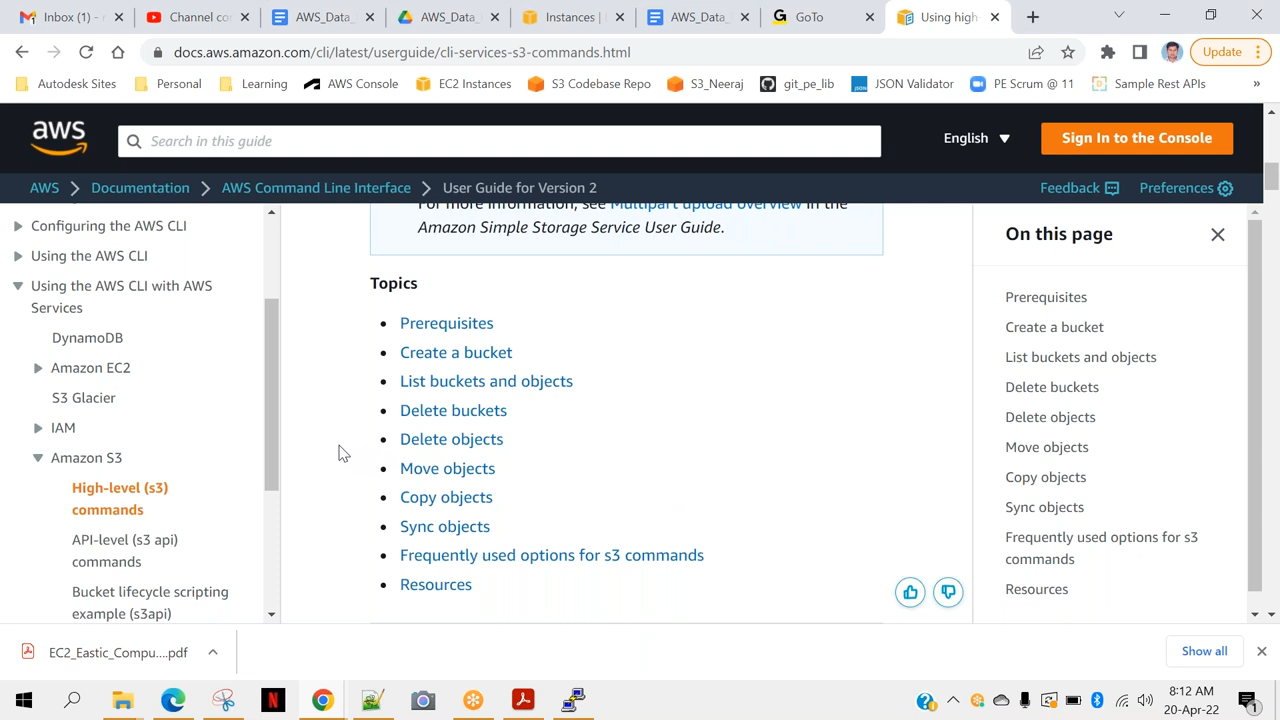 Inbox (1) - n
Channel co
AWS_Data_
AWS_Data_
Instances |
AWS_Data_
GoTo
Using high
docs.aws.amazon.com/cli/latest/userguide/cli-services-s3-commands.html
Update
Autodesk Sites
Personal
Learning
AWS Console
EC2 Instances
S3 Codebase Repo
S3_Neeraj
git_pe_lib
JSON Validator
PE Scrum @ 11
Sample Rest APIs
»
aws
Search in this guide
English
Sign In to the Console
AWS
Documentation
AWS Command Line Interface
User Guide for Version 2
Feedback
Preferences
Configuring the AWS CLI
Using the AWS CLI
Using the AWS CLI with AWS
Services
DynamoDB
Amazon EC2
S3 Glacier
IAM
Amazon S3
High-level (s3)
commands
API-level (s3 api)
commands
Bucket lifecycle scripting
example (s3api)
For more information, see Multipart upload overview in the
Amazon Simple Storage Service User Guide.
Topics
Prerequisites
Create a bucket
List buckets and objects
Delete buckets
Delete objects
Move objects
Copy objects
Sync objects
Frequently used options for s3 commands
Resources
On this page
Prerequisites
Create a bucket
List buckets and objects
Delete buckets
Delete objects
Move objects
Copy objects
Sync objects
Frequently used options for s3
commands
Resources
EC2_Eastic_Compu....pdf
Show all
8:12 AM
20-Apr-22